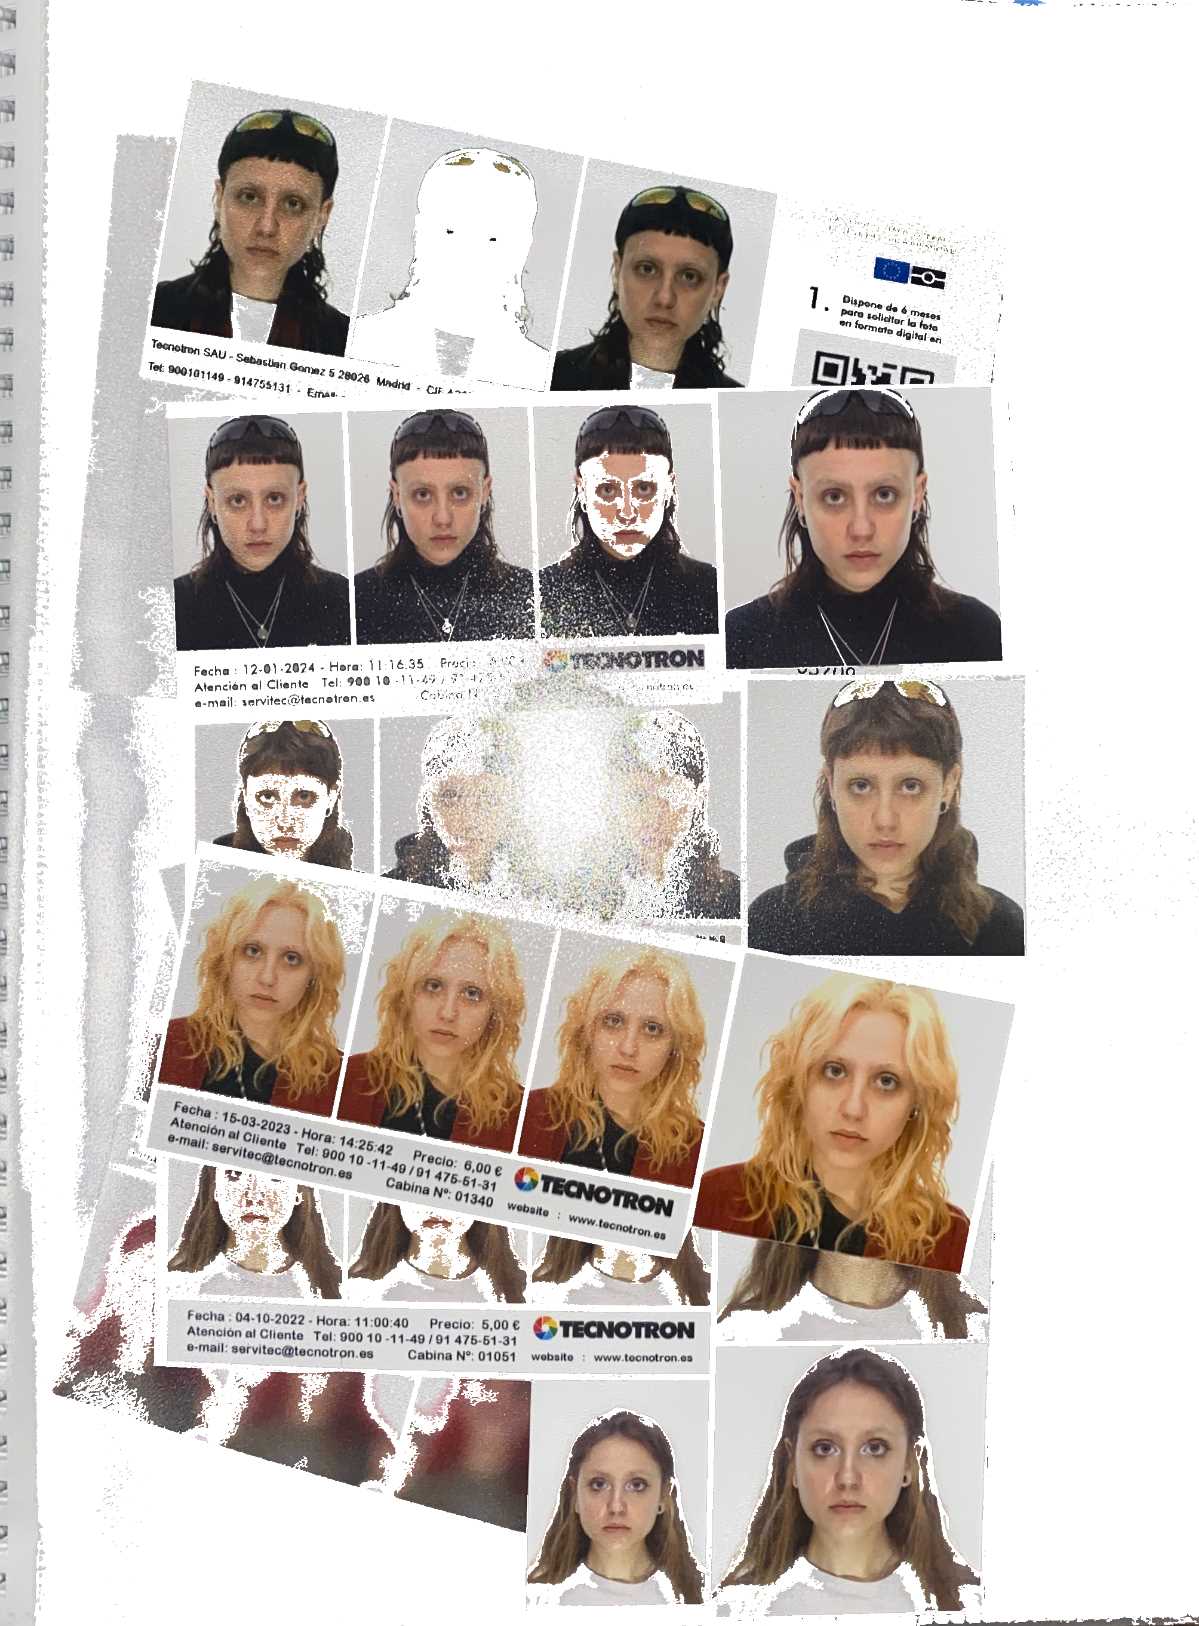 1.
Dispone de 6 meses
para solicitar la foto
en formato digital en
Tecnotron SAU - Sebastian Gomez 5 28026 Madrid - CIF
Tel: 900101149 - 914755131 - Email
Fecha : 12-01-2024 - Hora: 11:16.35 Preci
TECNOTRON
Atención al Cliente Tel: 900 10 -11-49 / 91
e-mail: servitec@tecnotron.es Cabina N
Fecha : 15-03-2023 - Hora: 14:25:42 Precio: 6,00 €
Atención al Cliente Tel: 900 10 -11-49 / 91 475-51-31
e-mail: servitec@tecnotron.es Cabina Nº: 01340
TECNOTRON
website : www.tecnotron.es
Fecha : 04-10-2022 - Hora: 11:00:40 Precio: 5,00 €
Atención al Cliente Tel: 900 10 -11-49 / 91 475-51-31
e-mail: servitec@tecnotron.es Cabina Nº: 01051
TECNOTRON
website : www.tecnotron.es